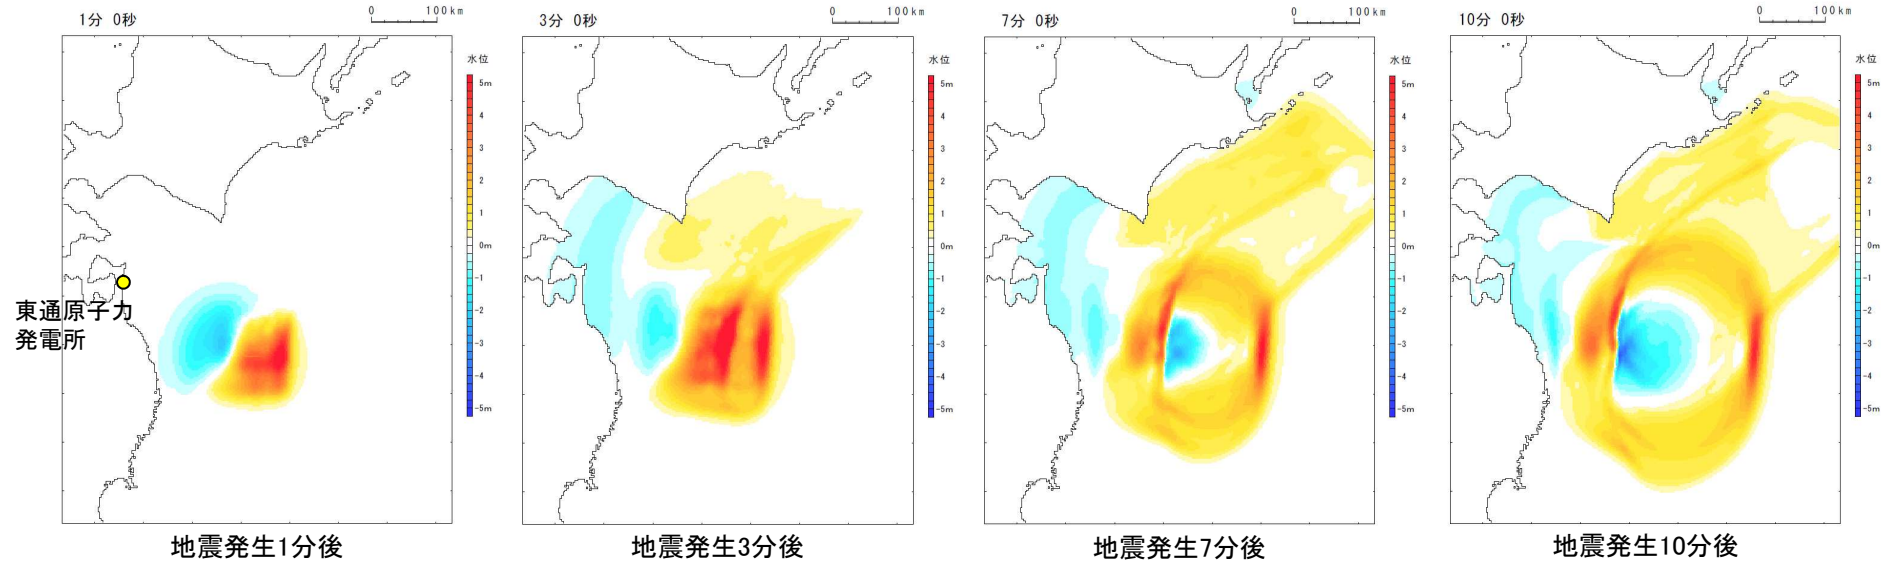 1分 0秒
0 100km
水位
5m
4
3
2
1
0m
-1
-2
-3
-4
-5m
東通原子力
発電所
地震発生1分後
3分 0秒
0 100km
水位
5m
4
3
2
1
0m
-1
-2
-3
-4
-5m
地震発生3分後
7分 0秒
0 100km
水位
5m
4
3
2
1
0m
-1
-2
-3
-4
-5m
地震発生7分後
10分 0秒
0 100km
水位
5m
4
3
2
1
0m
-1
-2
-3
-4
-5m
地震発生10分後